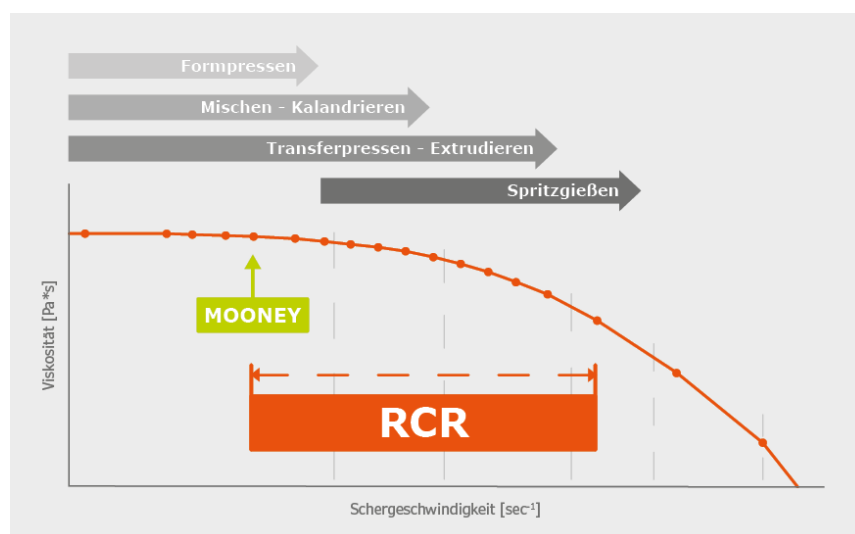 Formpressen
Mischen - Kalandrieren
Transferpressen - Extrudieren
Spritzgießen
Viskosität [Pa*s]
MOONEY
RCR
Schergeschwindigkeit [sec⁻¹]